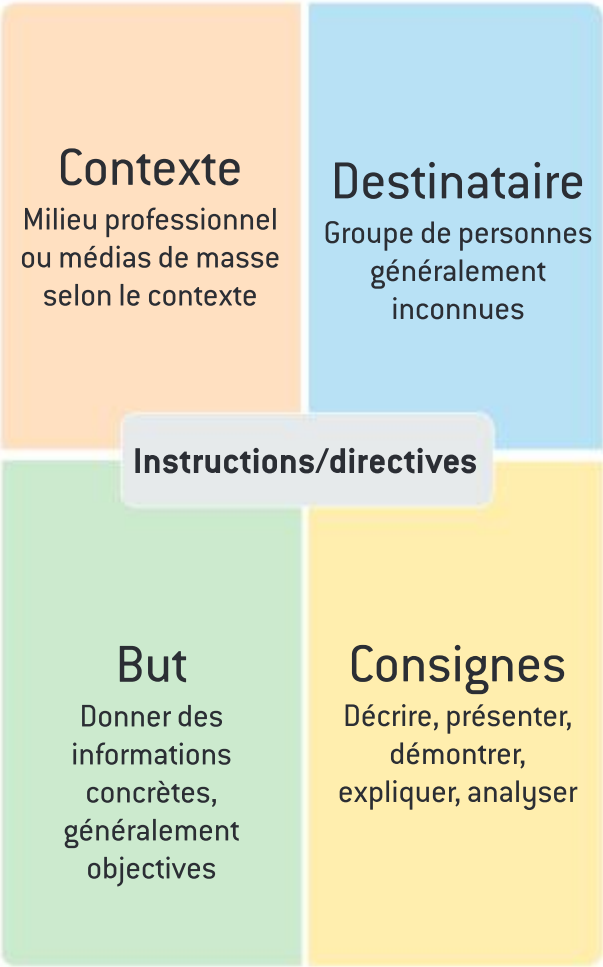 Contexte
Milieu professionnel
ou médias de masse
selon le contexte
Destinataire
Groupe de personnes
généralement
inconnues
Instructions/directives
But
Donner des
informations
concrètes,
généralement
objectives
Consignes
Décrire, présenter,
démontrer,
expliquer, analyser